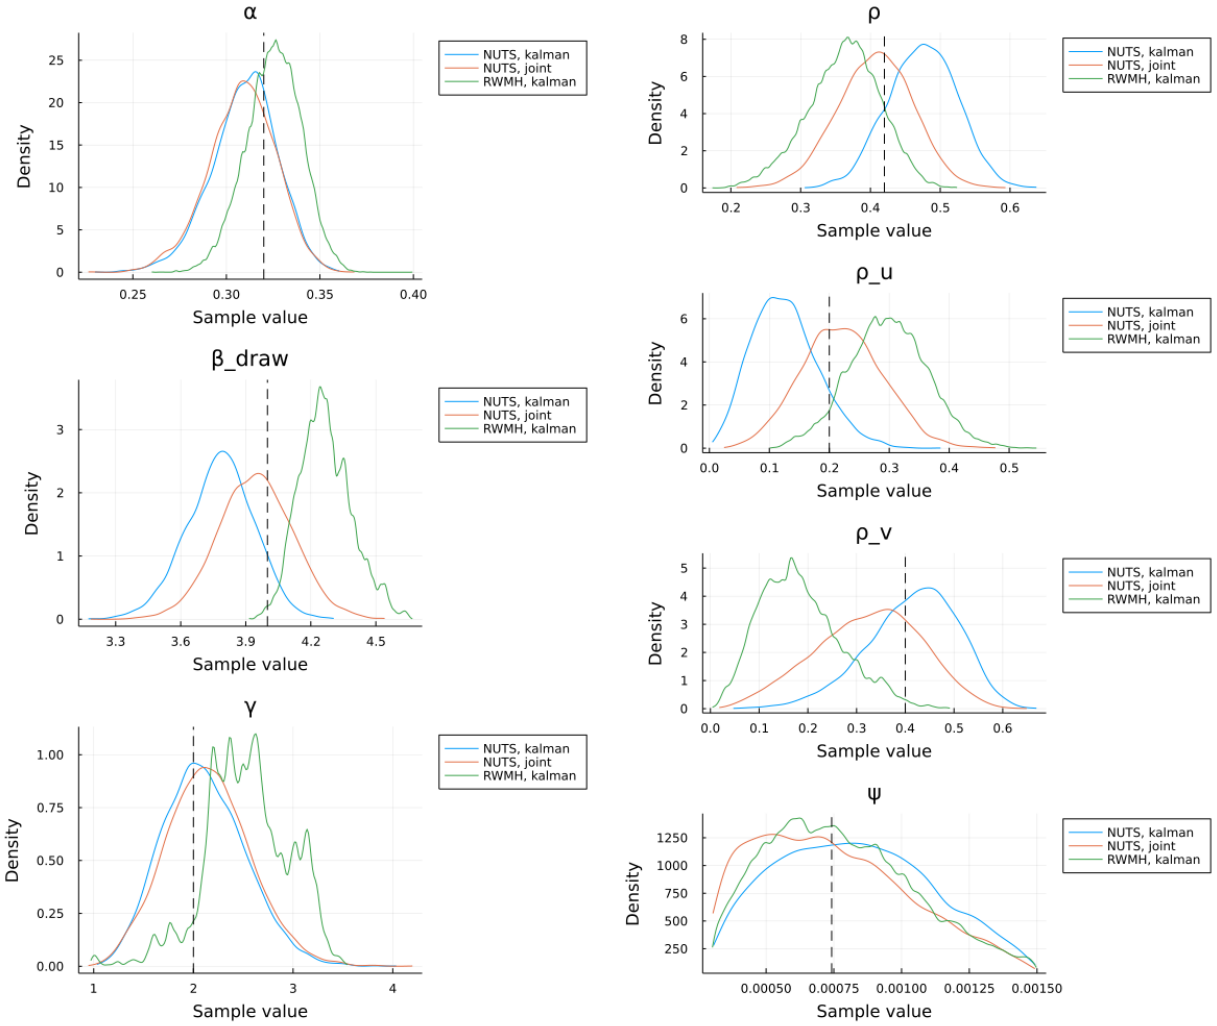 α
25
20
15
10
5
0
Density
0.25 0.30 0.35 0.40
Sample value
NUTS, kalman
NUTS, joint
RWMH, kalman
β_draw
3
2
1
0
Density
3.3 3.6 3.9 4.2 4.5
Sample value
NUTS, kalman
NUTS, joint
RWMH, kalman
γ
1.00
0.75
0.50
0.25
0.00
Density
1 2 3 4
Sample value
NUTS, kalman
NUTS, joint
RWMH, kalman
ρ
8
6
4
2
0
Density
0.2 0.3 0.4 0.5 0.6
Sample value
NUTS, kalman
NUTS, joint
RWMH, kalman
ρ_u
6
4
2
0
Density
0.0 0.1 0.2 0.3 0.4 0.5
Sample value
NUTS, kalman
NUTS, joint
RWMH, kalman
ρ_v
5
4
3
2
1
0
Density
0.0 0.1 0.2 0.3 0.4 0.5 0.6
Sample value
NUTS, kalman
NUTS, joint
RWMH, kalman
ψ
1250
1000
750
500
250
Density
0.00050 0.00075 0.00100 0.00125 0.00150
Sample value
NUTS, kalman
NUTS, joint
RWMH, kalman